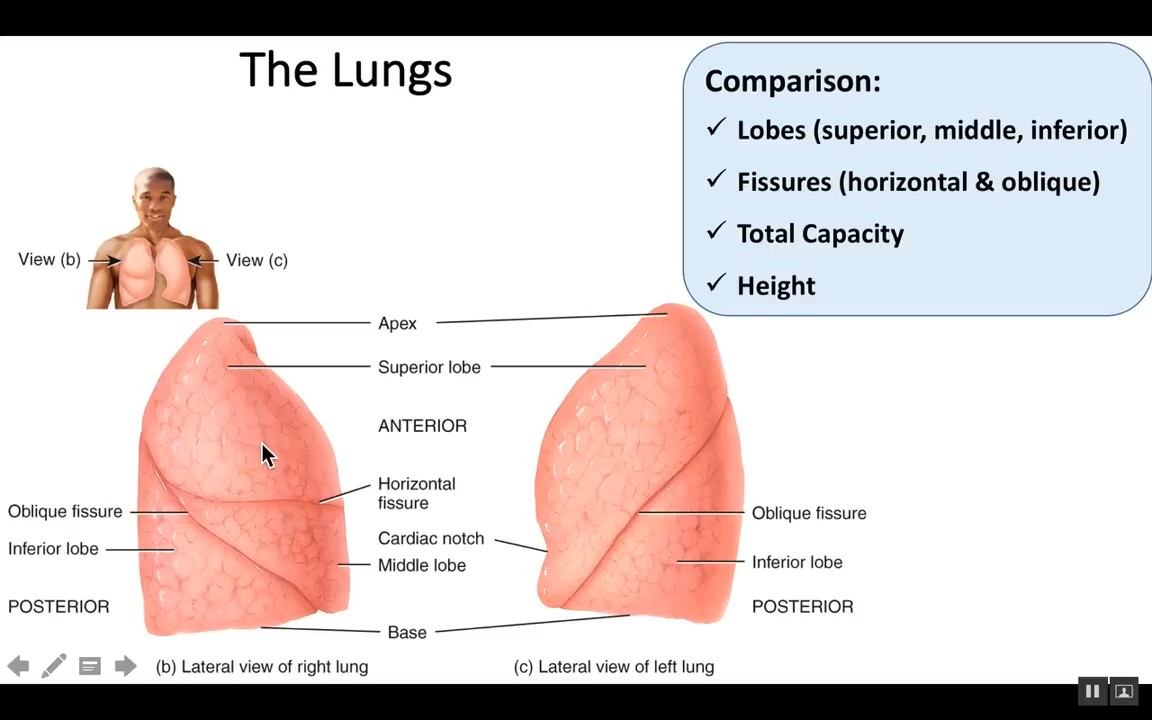 The Lungs
Comparison:
✓ Lobes (superior, middle, inferior)
✓ Fissures (horizontal & oblique)
✓ Total Capacity
✓ Height
View (b)
View (c)
Apex
Superior lobe
ANTERIOR
Horizontal
fissure
Oblique fissure
Cardiac notch
Oblique fissure
Inferior lobe
Middle lobe
Inferior lobe
POSTERIOR
POSTERIOR
Base
(b) Lateral view of right lung
(c) Lateral view of left lung